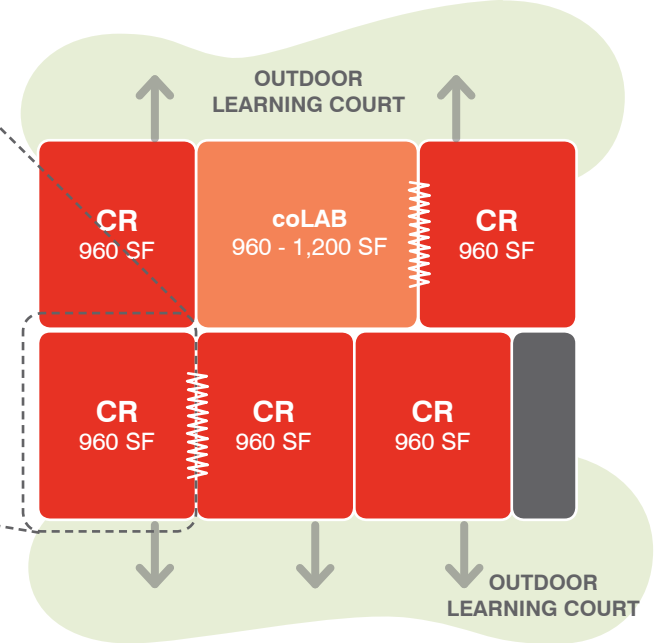 OUTDOOR
LEARNING COURT
CR
960 SF
coLAB
960 - 1,200 SF
CR
960 SF
CR
960 SF
CR
960 SF
CR
960 SF
OUTDOOR
LEARNING COURT